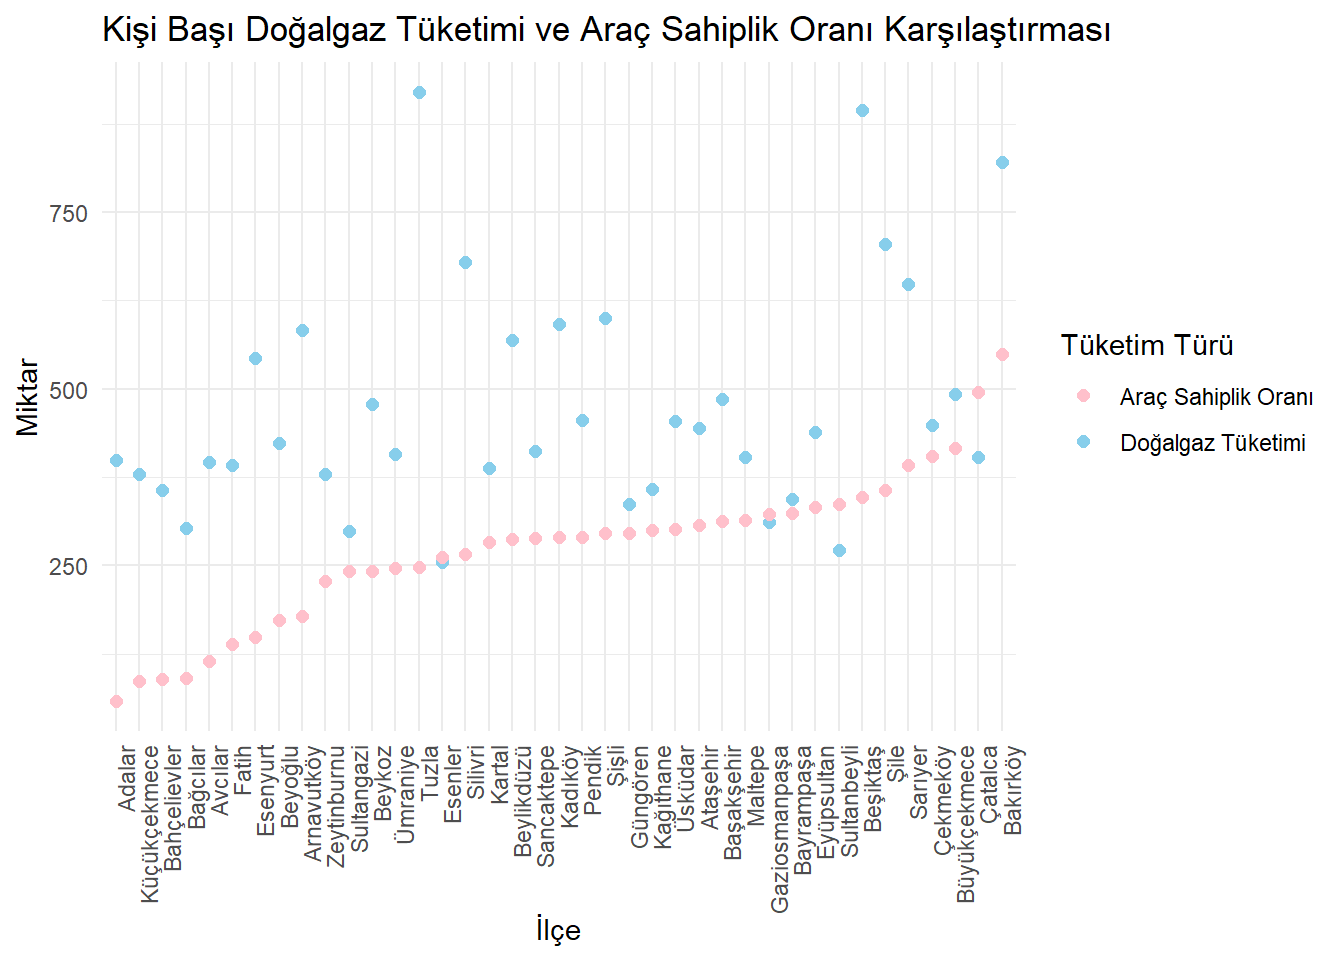 Kişi Başı Doğalgaz Tüketimi ve Araç Sahiplik Oranı Karşılaştırması
750
500
250
Miktar
Adalar
Küçükçekmece
Bahçelievler
Bağcılar
Avcılar
Fatih
Esenyurt
Beyoğlu
Arnavutköy
Zeytinburnu
Sultangazi
Beykoz
Ümraniye
Tuzla
Esenler
Silivri
Kartal
Beylikdüzü
Sancaktepe
Kadıköy
Pendik
Şişli
Güngören
Kağıthane
Üsküdar
Ataşehir
Başakşehir
Maltepe
Gaziosmanpaşa
Bayrampaşa
Eyüpsultan
Sultanbeyli
Beşiktaş
Şile
Sarıyer
Çekmeköy
Büyükçekmece
Çatalca
Bakırköy
İlçe
Tüketim Türü
Araç Sahiplik Oranı
Doğalgaz Tüketimi